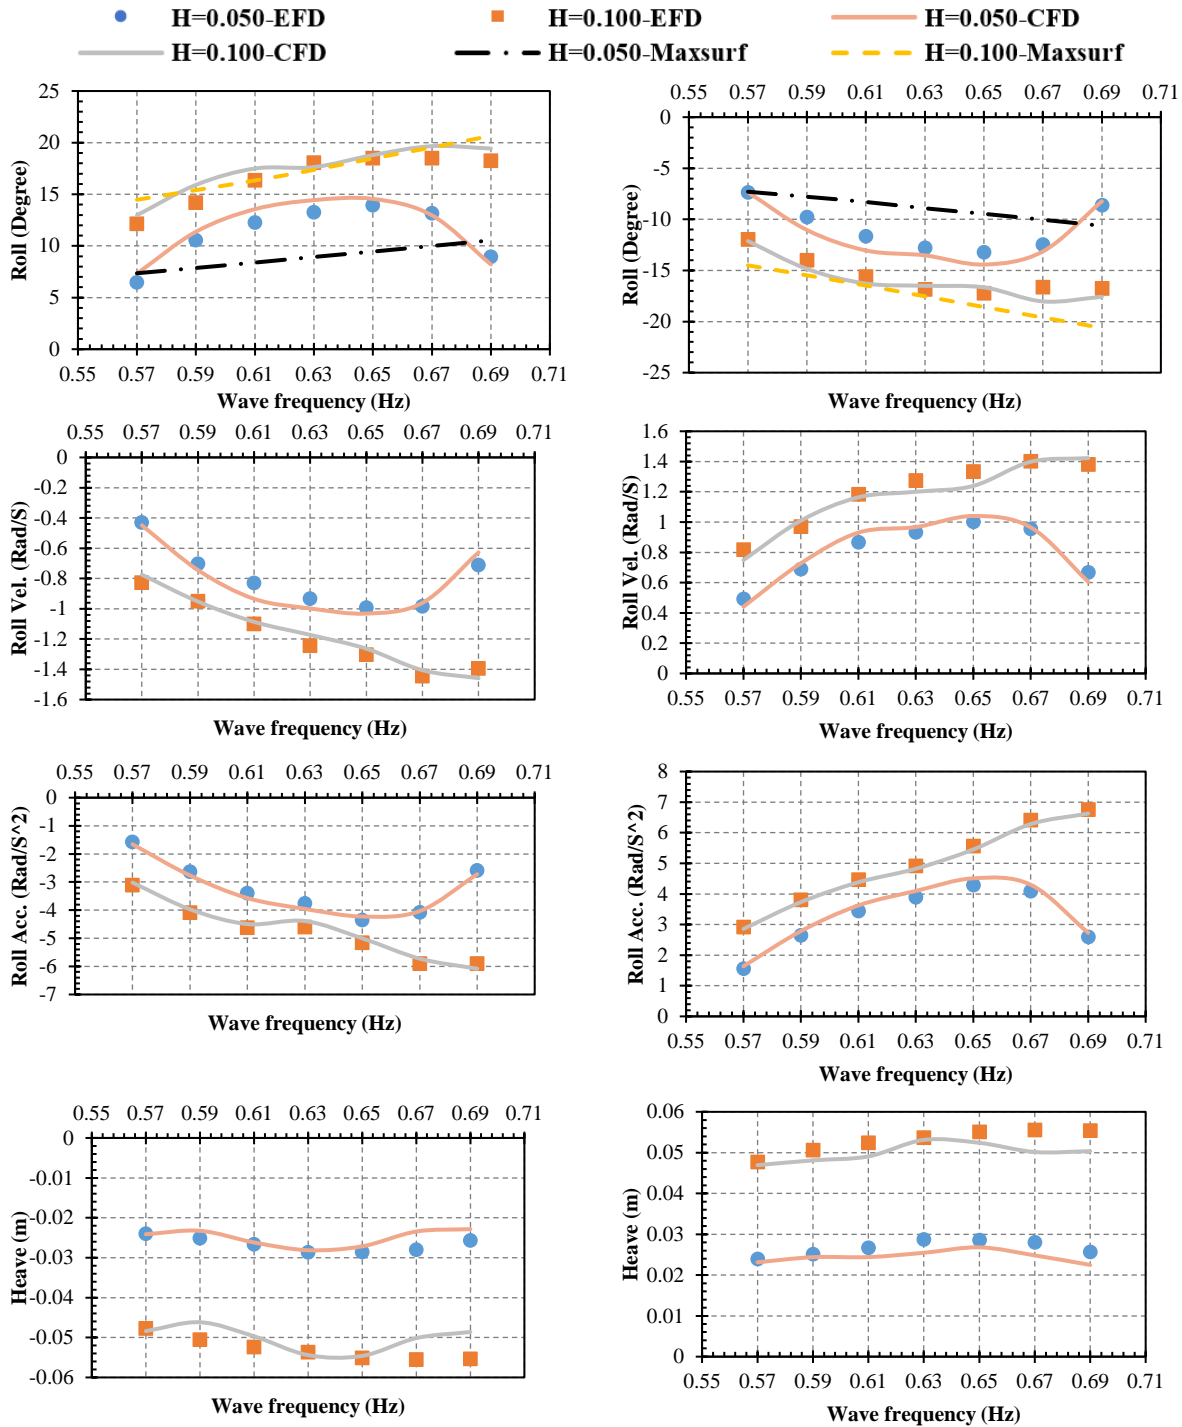 H=0.050-EFD H=0.100-EFD H=0.050-CFD
H=0.100-CFD H=0.050-Maxsurf H=0.100-Maxsurf
25
20
15
10
5
0
0.55 0.57 0.59 0.61 0.63 0.65 0.67 0.69 0.71
Roll (Degree)
Wave frequency (Hz)
0.55 0.57 0.59 0.61 0.63 0.65 0.67 0.69 0.71
0
-5
-10
-15
-20
-25
Roll (Degree
Wave frequency (Hz)
0.55 0.57 0.59 0.61 0.63 0.65 0.67 0.69 0.71
0
-0.2
-0.4
-0.6
-0.8
-1
-1.2
-1.4
-1.6
Roll Vel. (Rad/S)
Wave frequency (Hz)
1.6
1.4
1.2
1
0.8
0.6
0.4
0.2
0
0.55 0.57 0.59 0.61 0.63 0.65 0.67 0.69 0.71
Roll Vel. (Rad/S)
Wave frequency (Hz)
0.55 0.57 0.59 0.61 0.63 0.65 0.67 0.69 0.71
0
-1
-2
-3
-4
-5
-6
-7
Roll Acc. (Rad/S^2)
Wave frequency (Hz)
8
7
6
5
4
3
2
1
0
0.55 0.57 0.59 0.61 0.63 0.65 0.67 0.69 0.71
Roll Acc. (Rad/S^2)
Wave frequency (Hz)
0.55 0.57 0.59 0.61 0.63 0.65 0.67 0.69 0.71
0
-0.01
-0.02
-0.03
-0.04
-0.05
-0.06
Heave (m)
Wave frequency (Hz)
0.06
0.05
0.04
0.03
0.02
0.01
0
0.55 0.57 0.59 0.61 0.63 0.65 0.67 0.69 0.71
Heave (m)
Wave frequency (Hz)